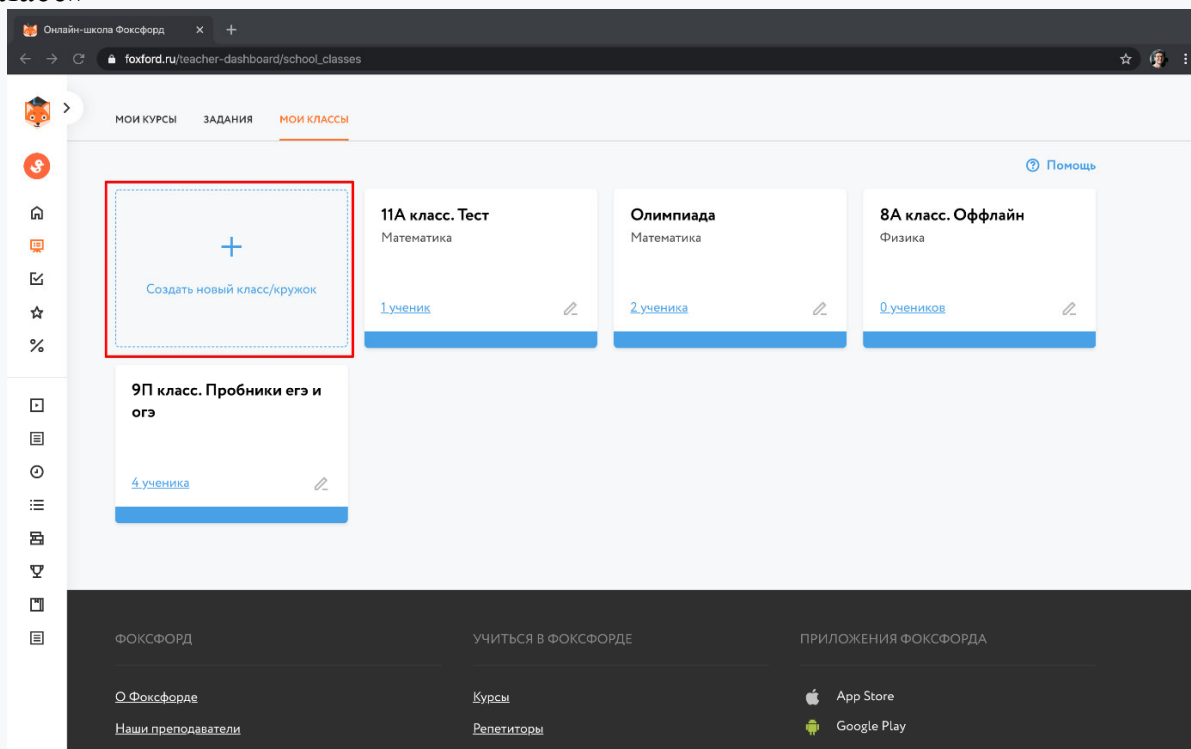 Онлайн-школа Фоксфорд
foxford.ru/teacher-dashboard/school_classes
МОИ КУРСЫ ЗАДАНИЯ МОИ КЛАССЫ
Помощь
Создать новый класс/кружок
11А класс. Тест
Математика
1 ученик
Олимпиада
Математика
2 ученика
8А класс. Оффлайн
Физика
0 учеников
9П класс. Пробники егэ и
огэ
4 ученика
ФОКСФОРД
О Фоксфорде
Наши преподаватели
УЧИТЬСЯ В ФОКСФОРДЕ
Курсы
Репетиторы
ПРИЛОЖЕНИЯ ФОКСФОРДА
App Store
Google Play